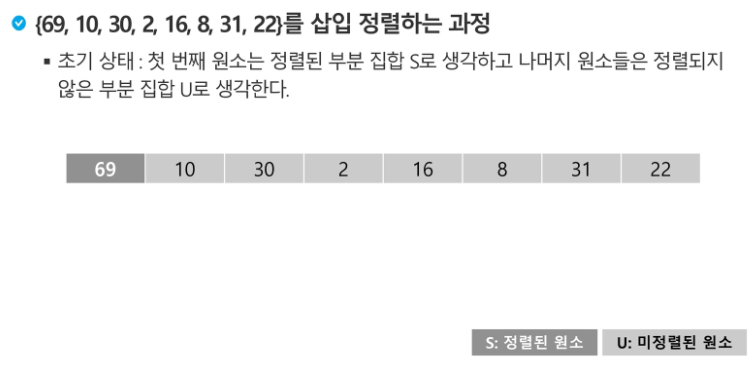 {69, 10, 30, 2, 16, 8, 31, 22}를 삽입 정렬하는 과정
▪ 초기 상태 : 첫 번째 원소는 정렬된 부분 집합 S로 생각하고 나머지 원소들은 정렬되지
않은 부분 집합 U로 생각한다.
69 10 30 2 16 8 31 22
S: 정렬된 원소 U: 미정렬된 원소